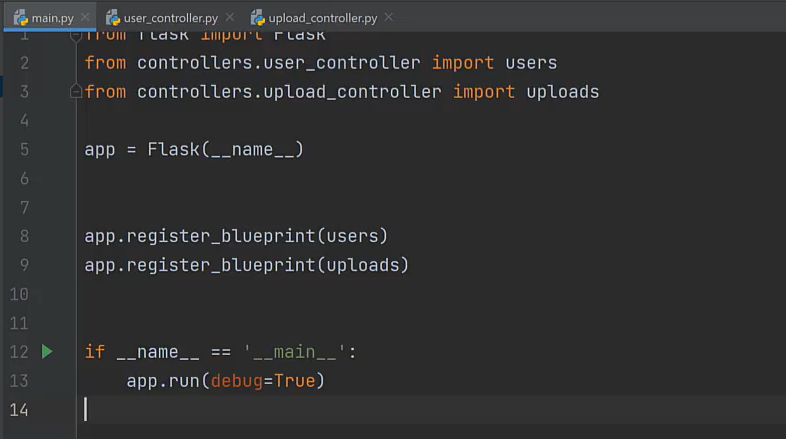 main.py user_controller.py upload_controller.py
1 from flask import Flask
2 from controllers.user_controller import users
3 from controllers.upload_controller import uploads
4
5 app = Flask(__name__)
6
7
8 app.register_blueprint(users)
9 app.register_blueprint(uploads)
10
11
12 if __name__ == '__main__':
13 app.run(debug=True)
14